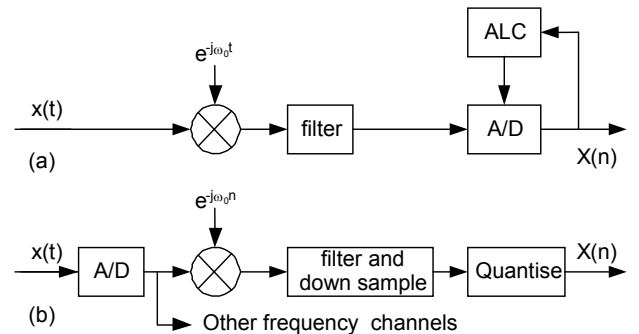 ALC
e^-jω₀t
x(t)
filter
A/D
X(n)
(a)
e^-jω₀n
x(t)
A/D
filter and
down sample
Quantise
X(n)
(b)
Other frequency channels